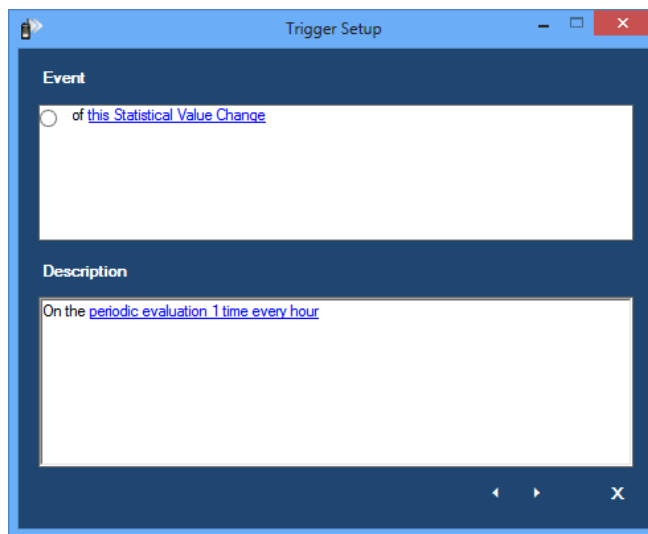 Trigger Setup
Event
of this Statistical Value Change
Description
On the periodic evaluation 1 time every hour
X